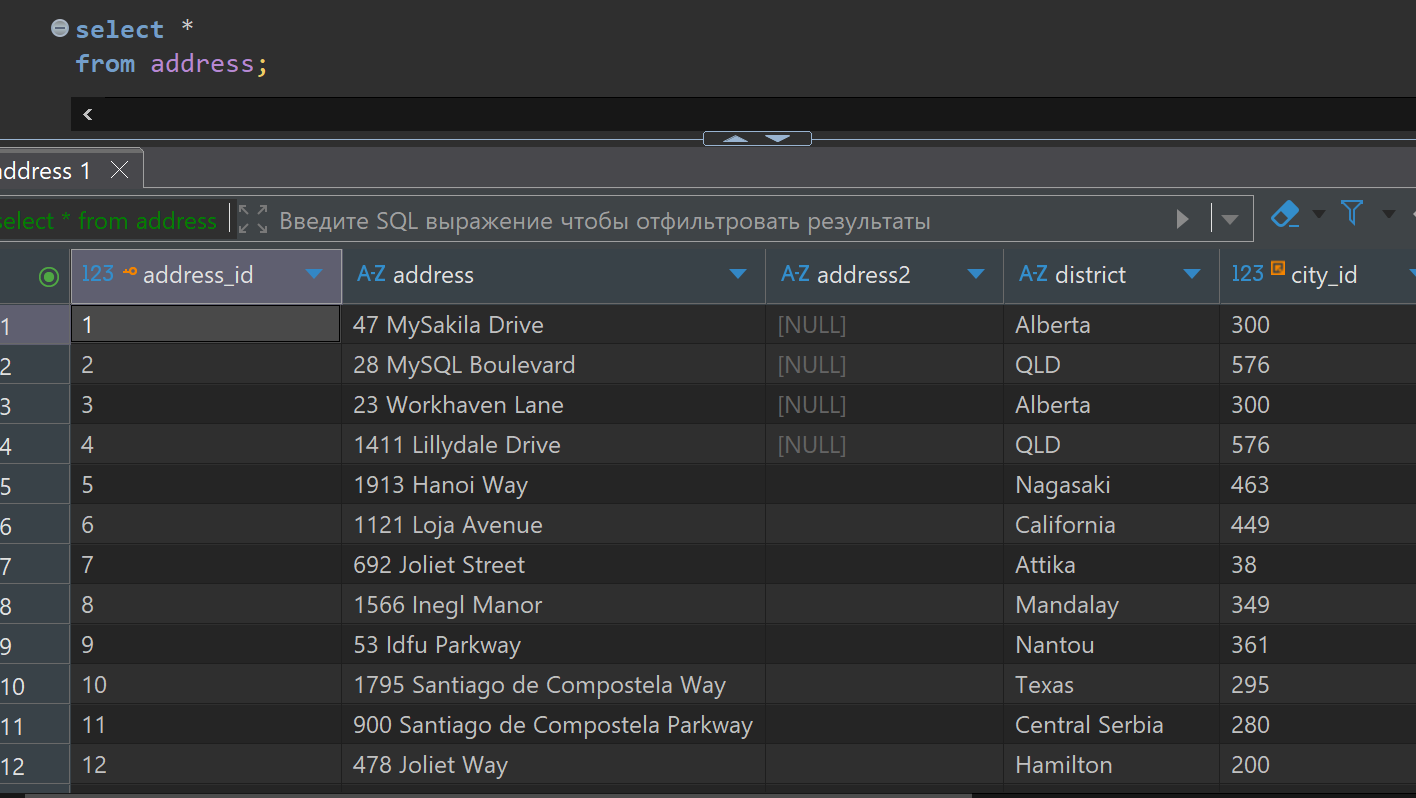 select *
from address;
address 1
select * from address Введите SQL выражение чтобы отфильтровать результаты
123 address_id A-Z address A-Z address2 A-Z district 123 city_id
1 1 47 MySakila Drive [NULL] Alberta 300
2 2 28 MySQL Boulevard [NULL] QLD 576
3 3 23 Workhaven Lane [NULL] Alberta 300
4 4 1411 Lillydale Drive [NULL] QLD 576
5 5 1913 Hanoi Way Nagasaki 463
6 6 1121 Loja Avenue California 449
7 7 692 Joliet Street Attika 38
8 8 1566 Inegl Manor Mandalay 349
9 9 53 Idfu Parkway Nantou 361
10 10 1795 Santiago de Compostela Way Texas 295
11 11 900 Santiago de Compostela Parkway Central Serbia 280
12 12 478 Joliet Way Hamilton 200